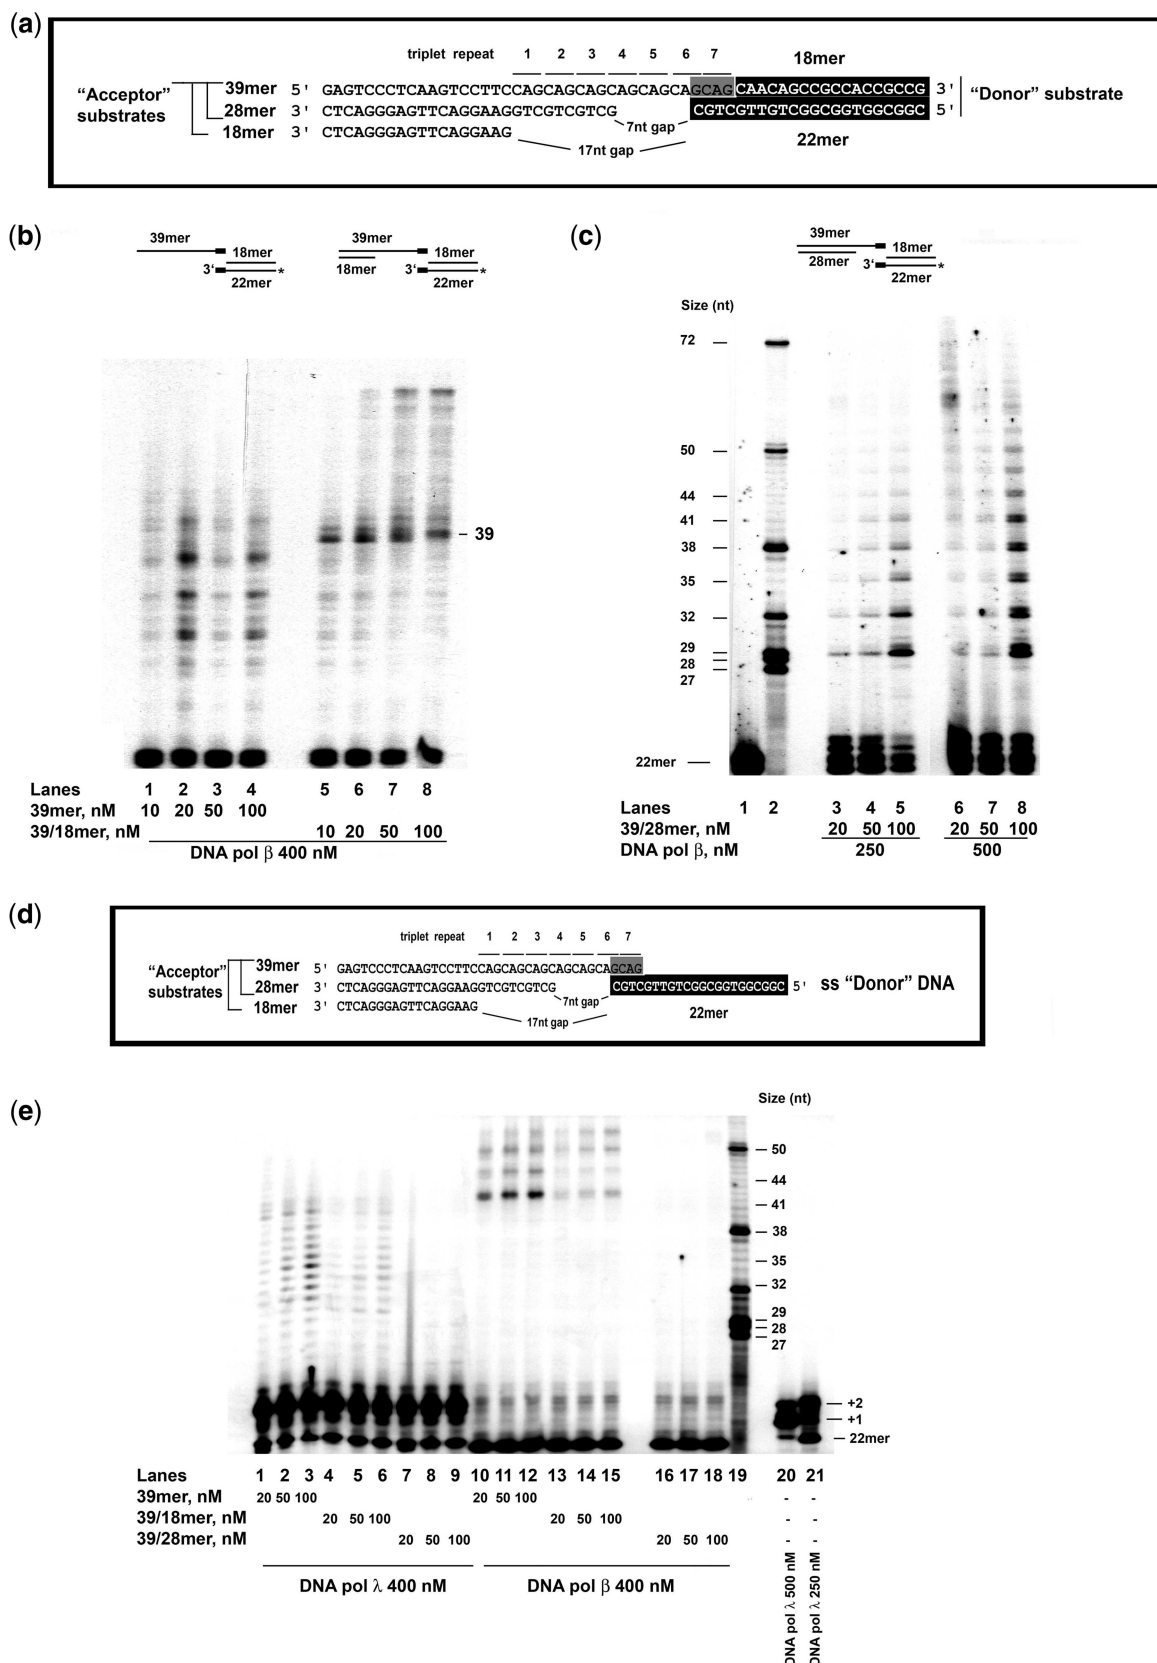 (a)
triplet repeat 1 2 3 4 5 6 7 18mer
"Acceptor" substrates
39mer 5' GAGTCCCTCAAGTCCTTCCAGCAGCAGCAGCAGCAGCAGCAACAGCCGCCACCGCCG 3' "Donor" substrate
28mer 3' CTCAGGGAGTTCAGGAAGGTCGTCGTCG CGTCGTTGTCGGCGGTGGCGGC 5'
7nt gap
18mer 3' CTCAGGGAGTTCAGGAAG
17nt gap
22mer
(b)
39mer 39mer
18mer 18mer
3' * 18mer 3' *
22mer 22mer
– 39
Lanes 1 2 3 4 5 6 7 8
39mer, nM 10 20 50 100
39/18mer, nM 10 20 50 100
DNA pol β 400 nM
(c)
39mer
18mer
28mer 3' *
22mer
Size (nt)
72
50
44
41
38
35
32
29
28
27
22mer
Lanes 1 2 3 4 5 6 7 8
39/28mer, nM 20 50 100 20 50 100
DNA pol β, nM 250 500
(d)
triplet repeat 1 2 3 4 5 6 7
"Acceptor" substrates
39mer 5' GAGTCCCTCAAGTCCTTCCAGCAGCAGCAGCAGCAGCAG
28mer 3' CTCAGGGAGTTCAGGAAGGTCGTCGTCG CGTCGTTGTCGGCGGTGGCGGC 5' ss "Donor" DNA
7nt gap
18mer 3' CTCAGGGAGTTCAGGAAG
17nt gap
22mer
(e)
Size (nt)
50
44
41
38
35
32
29
28
27
+2
+1
22mer
Lanes 1 2 3 4 5 6 7 8 9 10 11 12 13 14 15 16 17 18 19 20 21
39mer, nM 20 50 100 20 50 100 - -
39/18mer, nM 20 50 100 20 50 100 - -
39/28mer, nM 20 50 100 20 50 100 - -
DNA pol λ 400 nM DNA pol β 400 nM
DNA pol λ 500 nM
DNA pol λ 250 nM